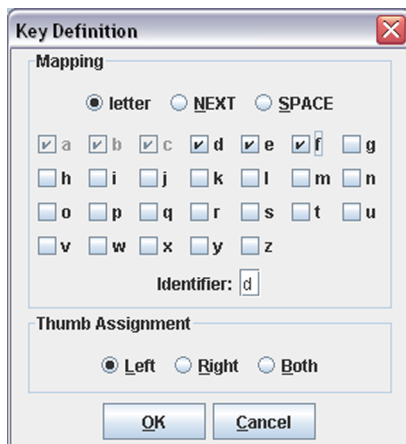 Key Definition
Mapping
letter NEXT SPACE
a b c d e f g
h i j k l m n
o p q r s t u
v w x y z
Identifier: d
Thumb Assignment
Left Right Both
OK Cancel